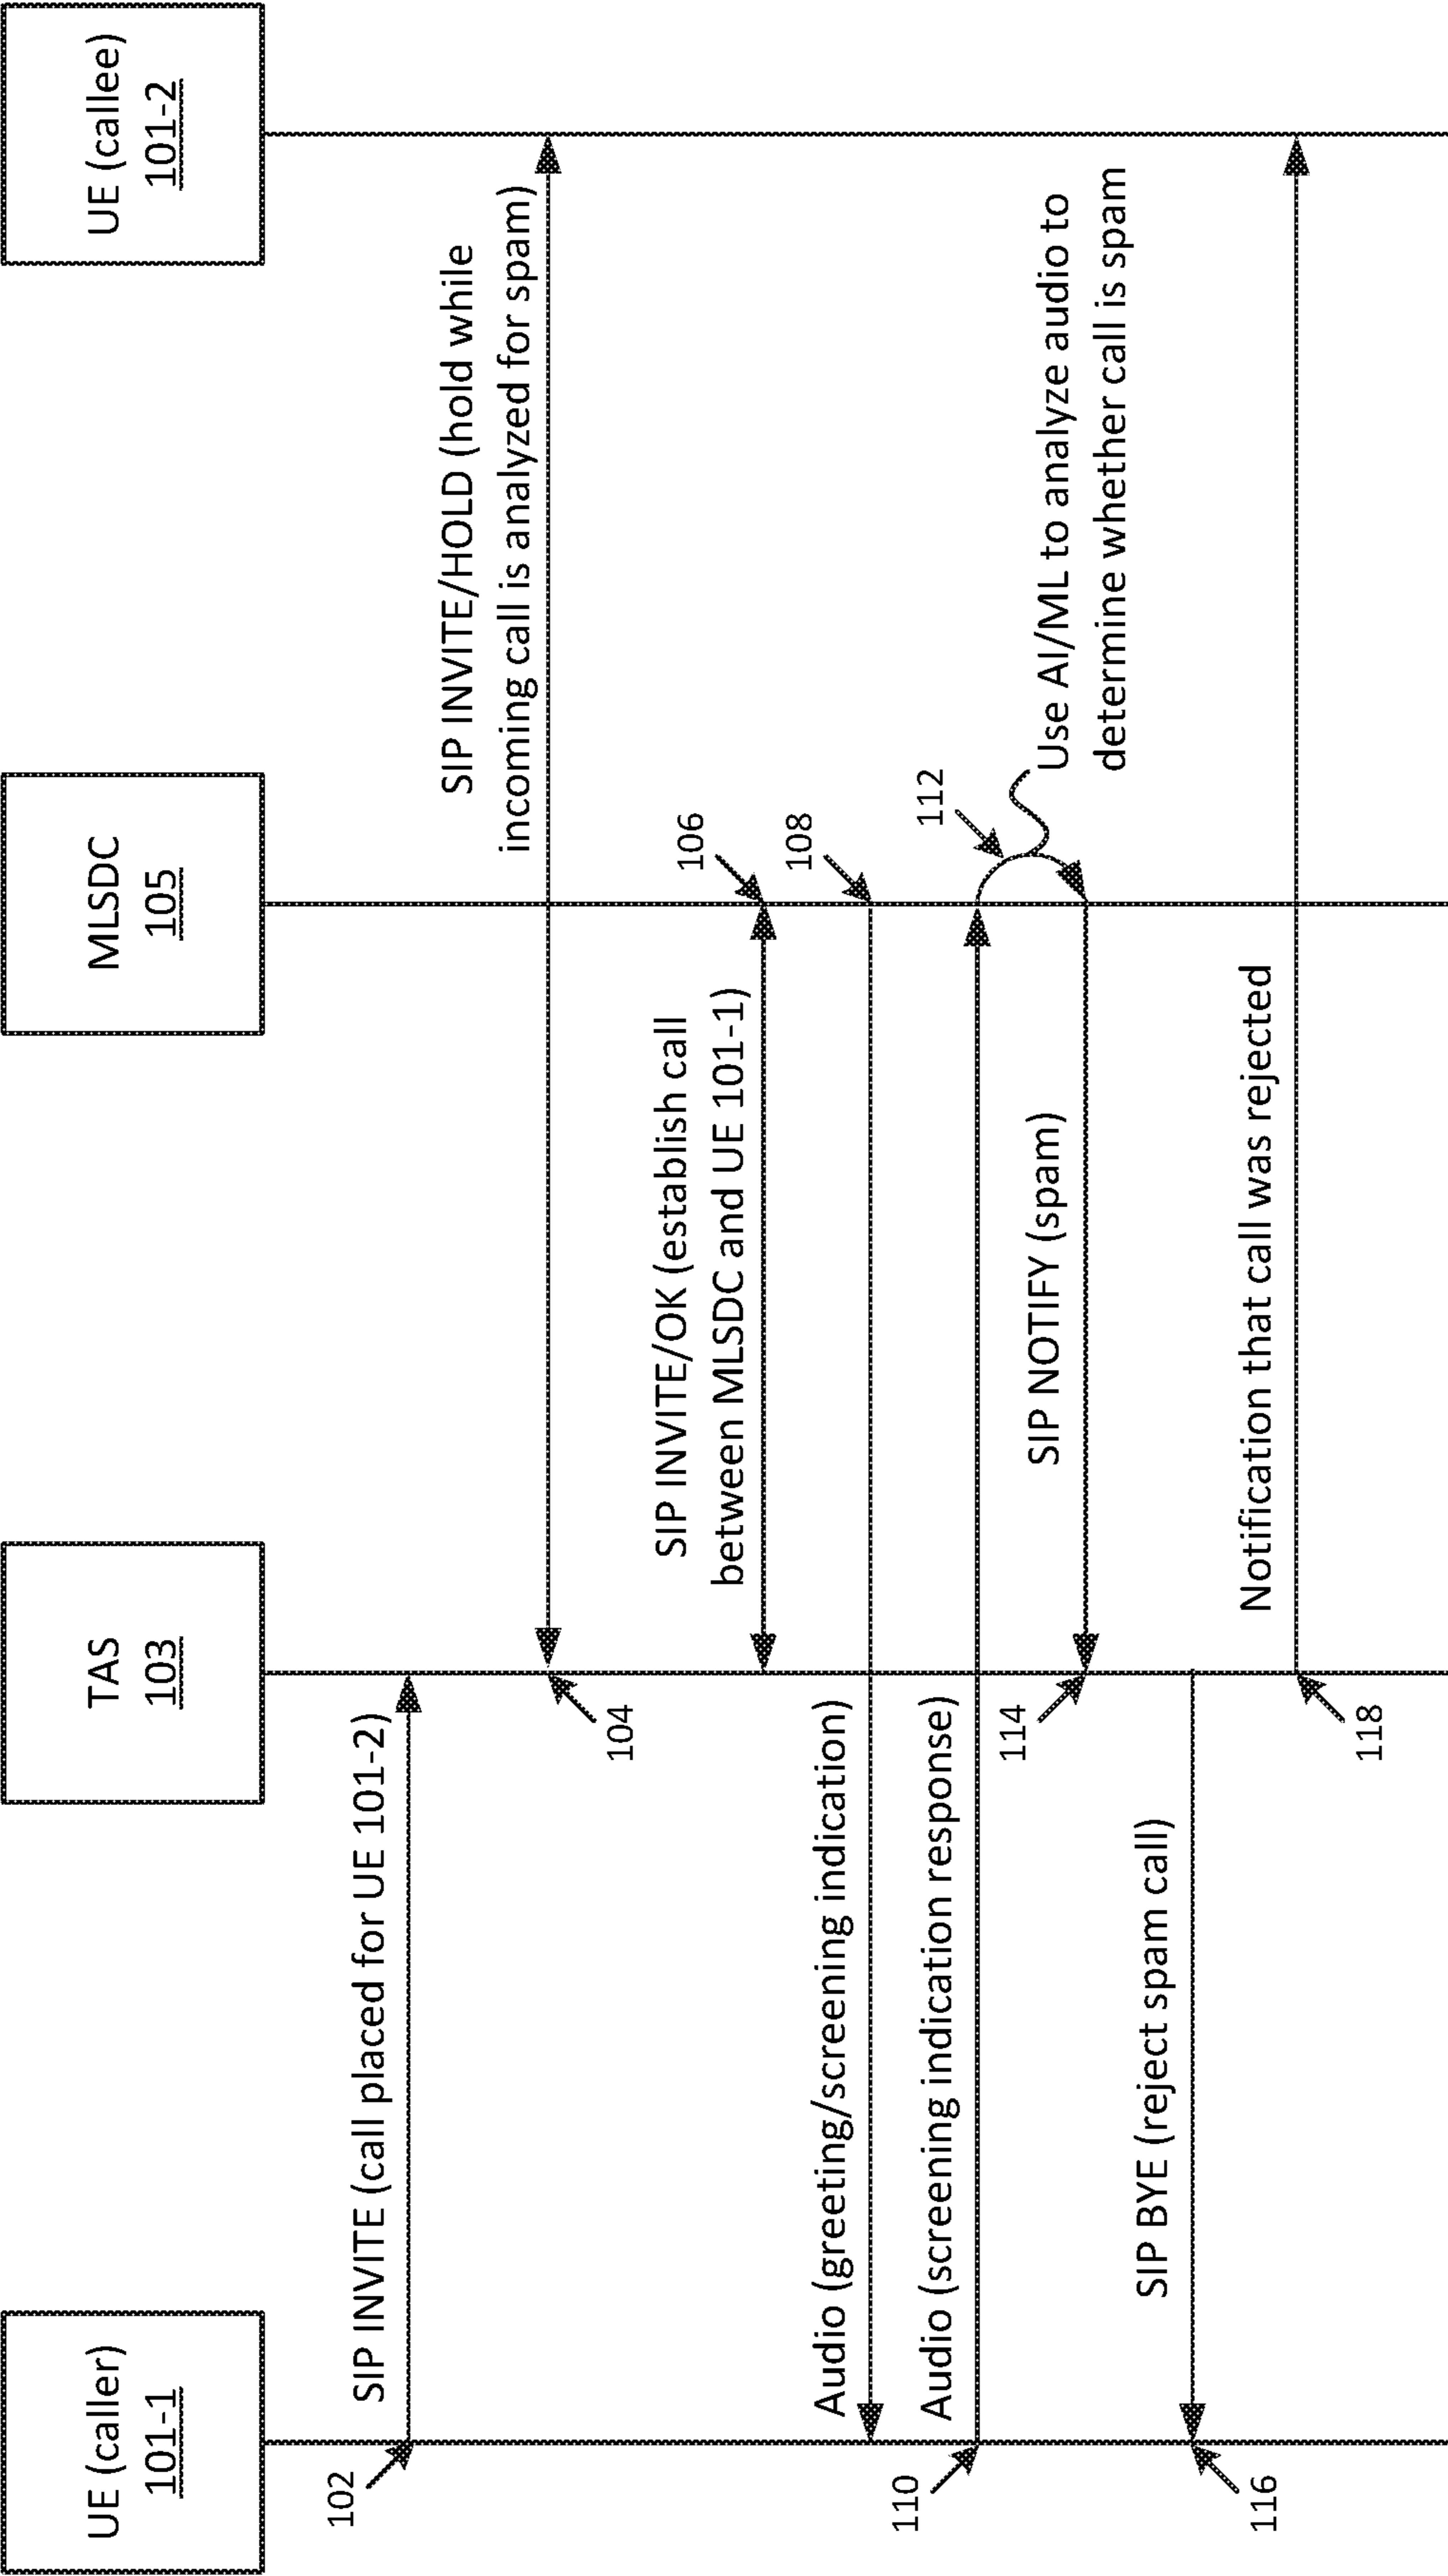 UE (caller)
101-1
TAS
103
MLSDC
105
UE (callee)
101-2
102
SIP INVITE (call placed for UE 101-2)
SIP INVITE/HOLD (hold while
incoming call is analyzed for spam)
104
SIP INVITE/OK (establish call
between MLSDC and UE 101-1)
106
Audio (greeting/screening indication)
108
110
Audio (screening indication response)
112
Use AI/ML to analyze audio to
determine whether call is spam
SIP NOTIFY (spam)
114
SIP BYE (reject spam call)
116
Notification that call was rejected
118